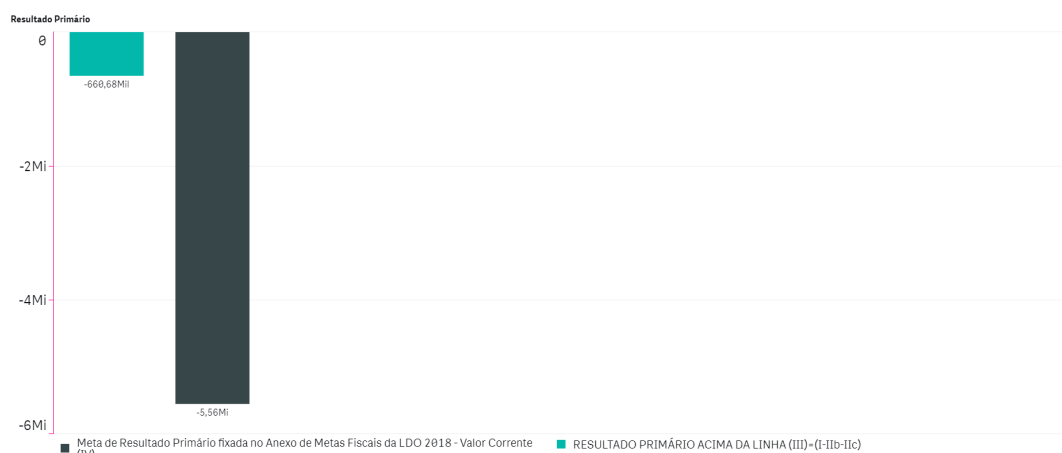 Resultado Primário
0
-660,68Mil
-2Mi
-4Mi
-5,56Mi
-6Mi
Meta de Resultado Primário fixada no Anexo de Metas Fiscais da LDO 2018 - Valor Corrente
RESULTADO PRIMÁRIO ACIMA DA LINHA (III)=(I-IIb-IIc)